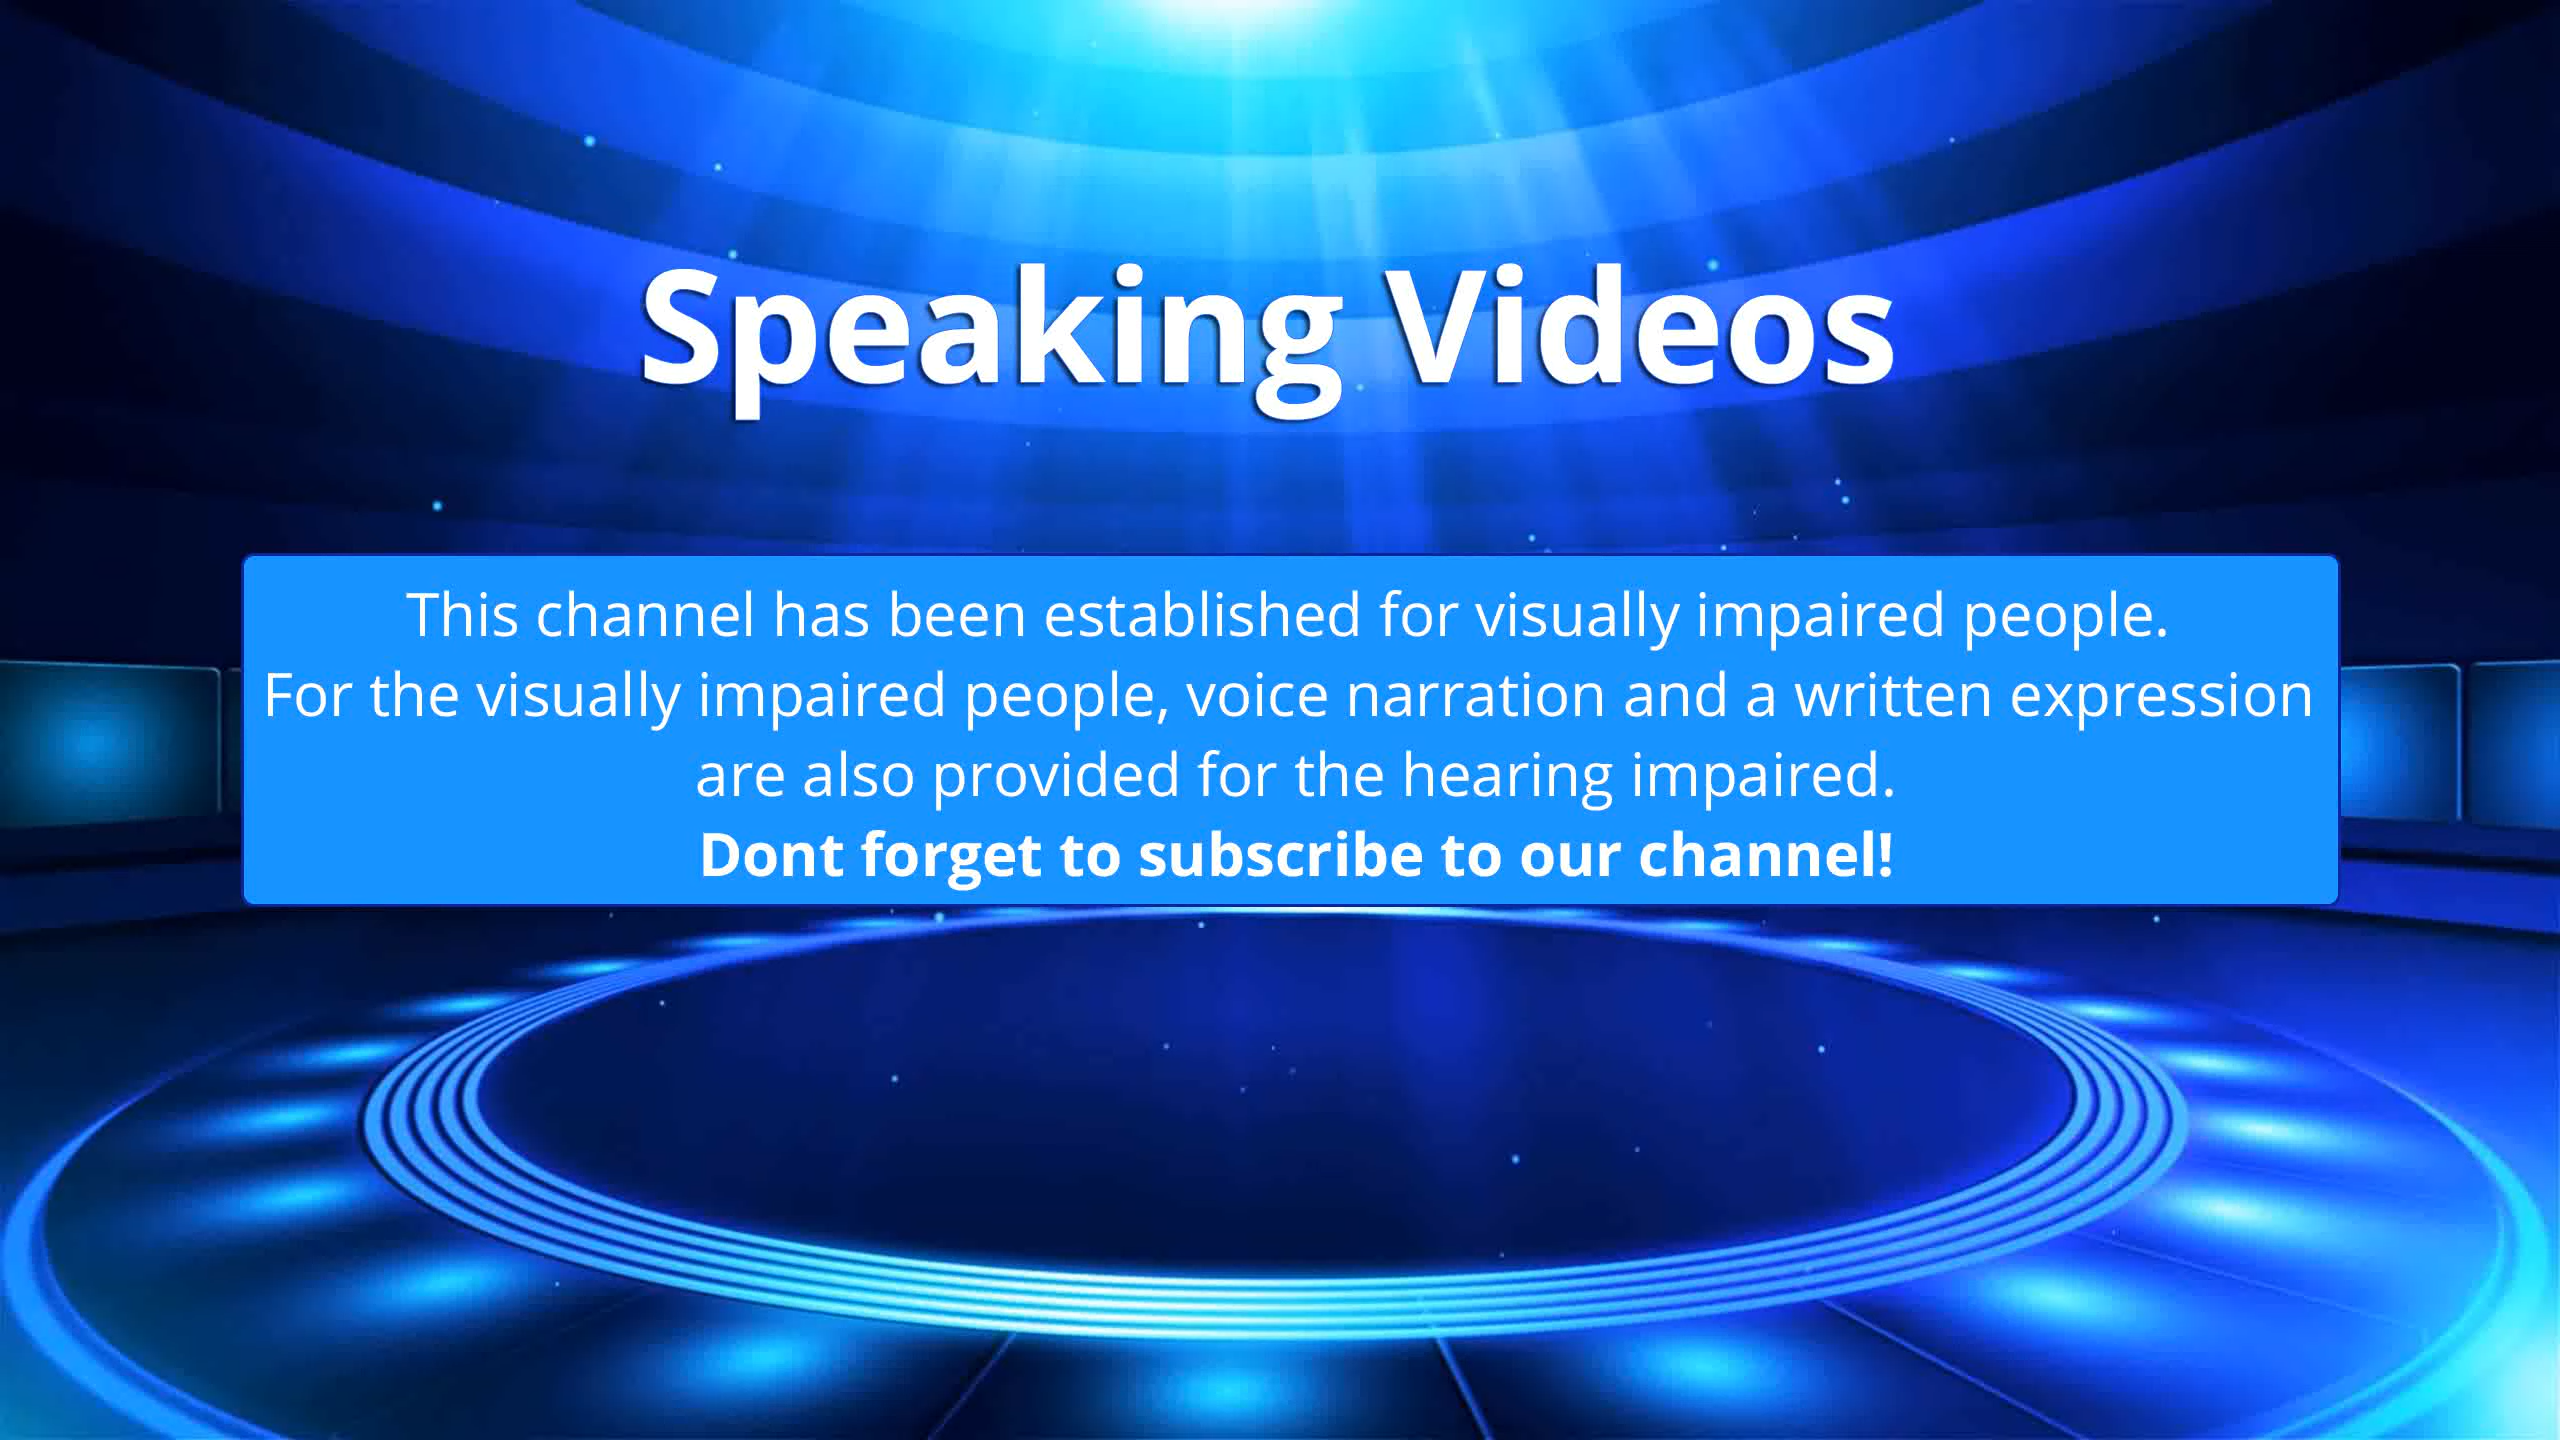 Speaking Videos
This channel has been established for visually impaired people.
For the visually impaired people, voice narration and a written expression
are also provided for the hearing impaired.
Dont forget to subscribe to our channel!